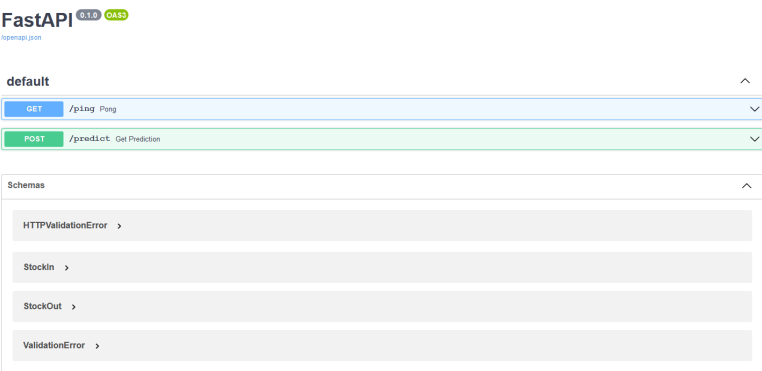 FastAPI 0.1.0 OAS3
/openapi.json
default
GET /ping Pong
POST /predict Get Prediction
Schemas
HTTPValidationError
StockIn
StockOut
ValidationError